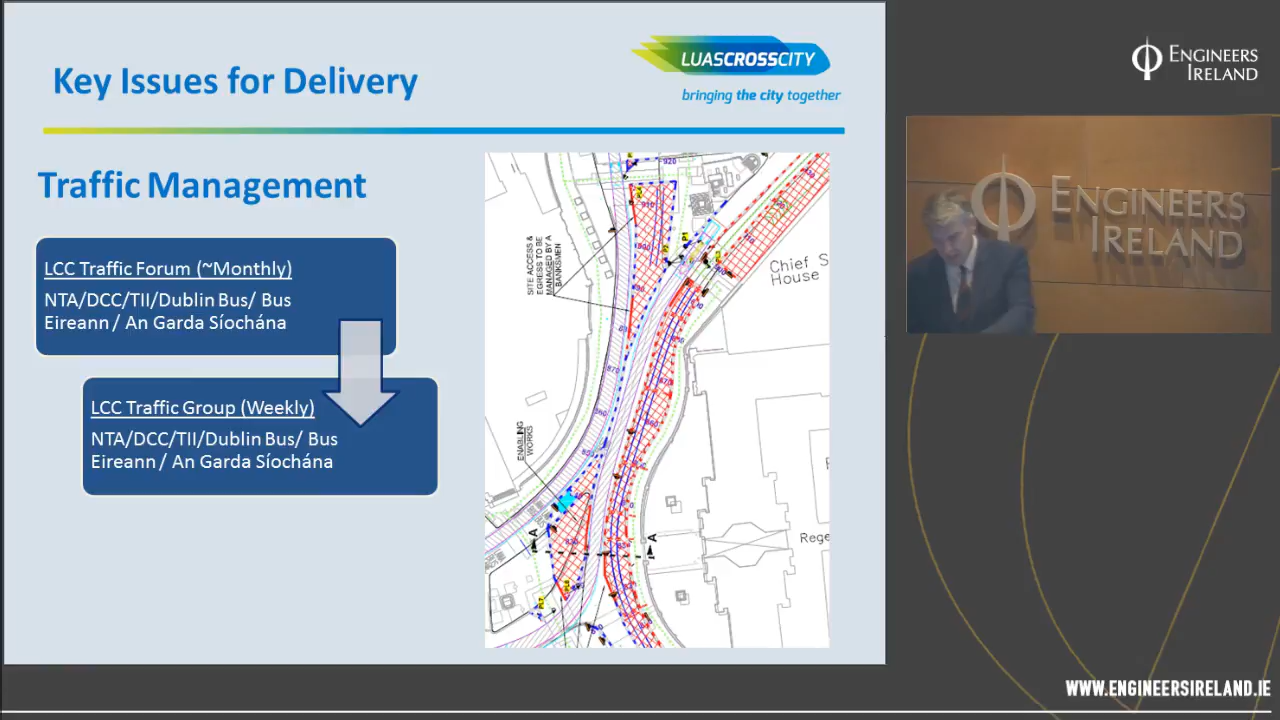 Key Issues for Delivery
LUASCROSSCITY
bringing the city together
Traffic Management
LCC Traffic Forum (~Monthly)
NTA/DCC/TII/Dublin Bus/ Bus
Eireann / An Garda Síochána
LCC Traffic Group (Weekly)
NTA/DCC/TII/Dublin Bus/ Bus
Eireann / An Garda Síochána
920
SITE ACCESS &
EGRESS TO BE
MANAGED BY A
BANKSMEN
Chief S
House
ENABLING
WORKS
A
A
Rege
ENGINEERS
IRELAND
ENGINEERS
IRELAND
WWW.ENGINEERSIRELAND.IE